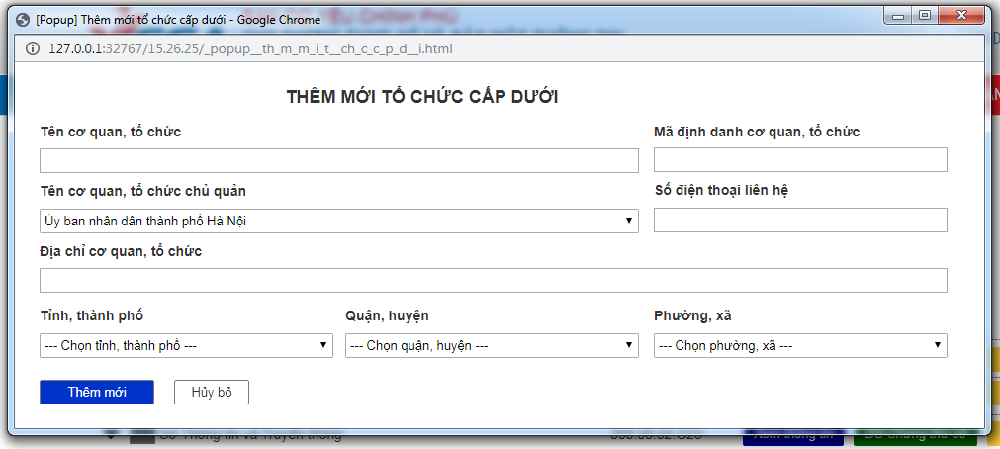 [Popup] Thêm mới tổ chức cấp dưới - Google Chrome
127.0.0.1:32767/15.26.25/_popup__th_m_m_i_t__ch_c_c_p_d__i.html
THÊM MỚI TỔ CHỨC CẤP DƯỚI
Tên cơ quan, tổ chức
Mã định danh cơ quan, tổ chức
Tên cơ quan, tổ chức chủ quản
Số điện thoại liên hệ
Ủy ban nhân dân thành phố Hà Nội
Địa chỉ cơ quan, tổ chức
Tỉnh, thành phố
Quận, huyện
Phường, xã
--- Chọn tỉnh, thành phố ---
--- Chọn quận, huyện ---
--- Chọn phường, xã ---
Thêm mới
Hủy bỏ